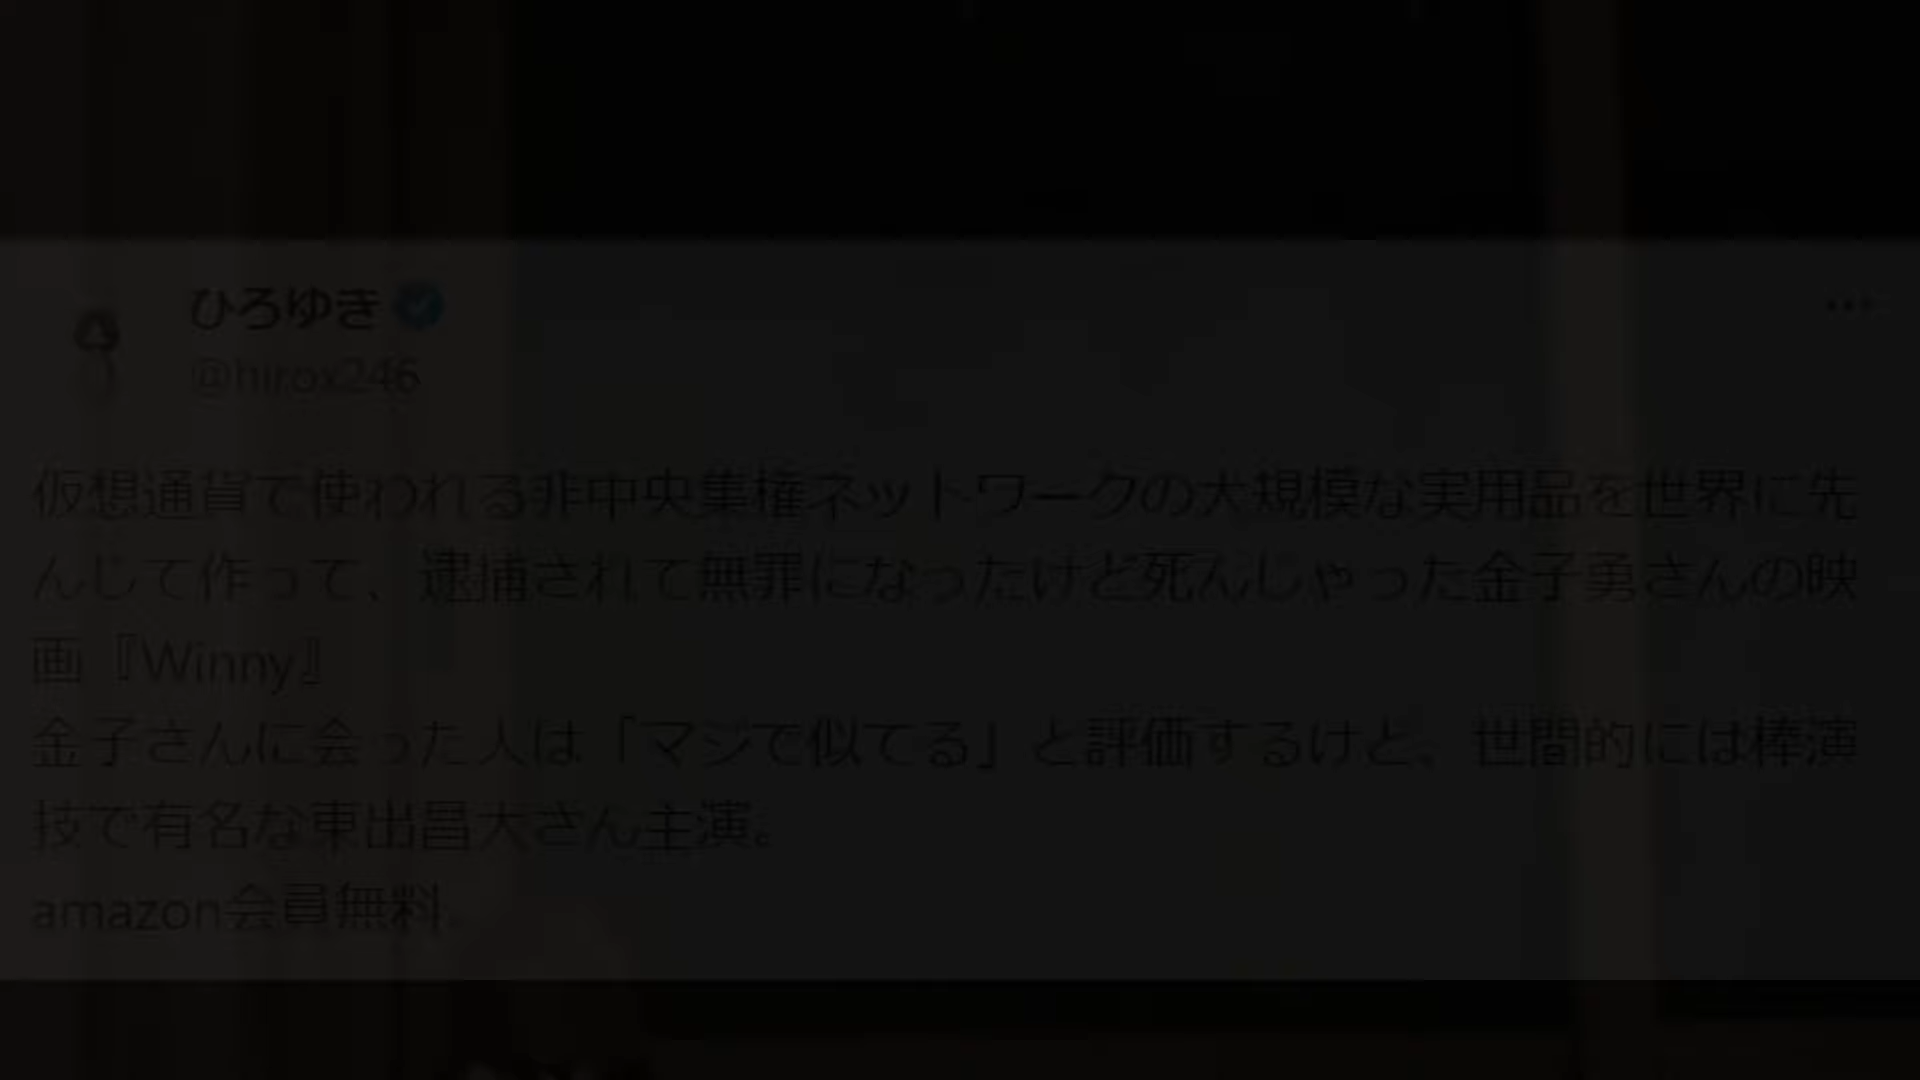 ひろゆき
@hirox246
仮想通貨で使われる非中央集権ネットワークの大規模な実用品を世界に先
んじて作って、逮捕されて無罪になったけど死んじゃった金子勇さんの映
画『Winny』
金子さんに会った人は「マジで似てる」と評価するけど、世間的には棒演
技で有名な東出昌大さん主演。
amazon会員無料.